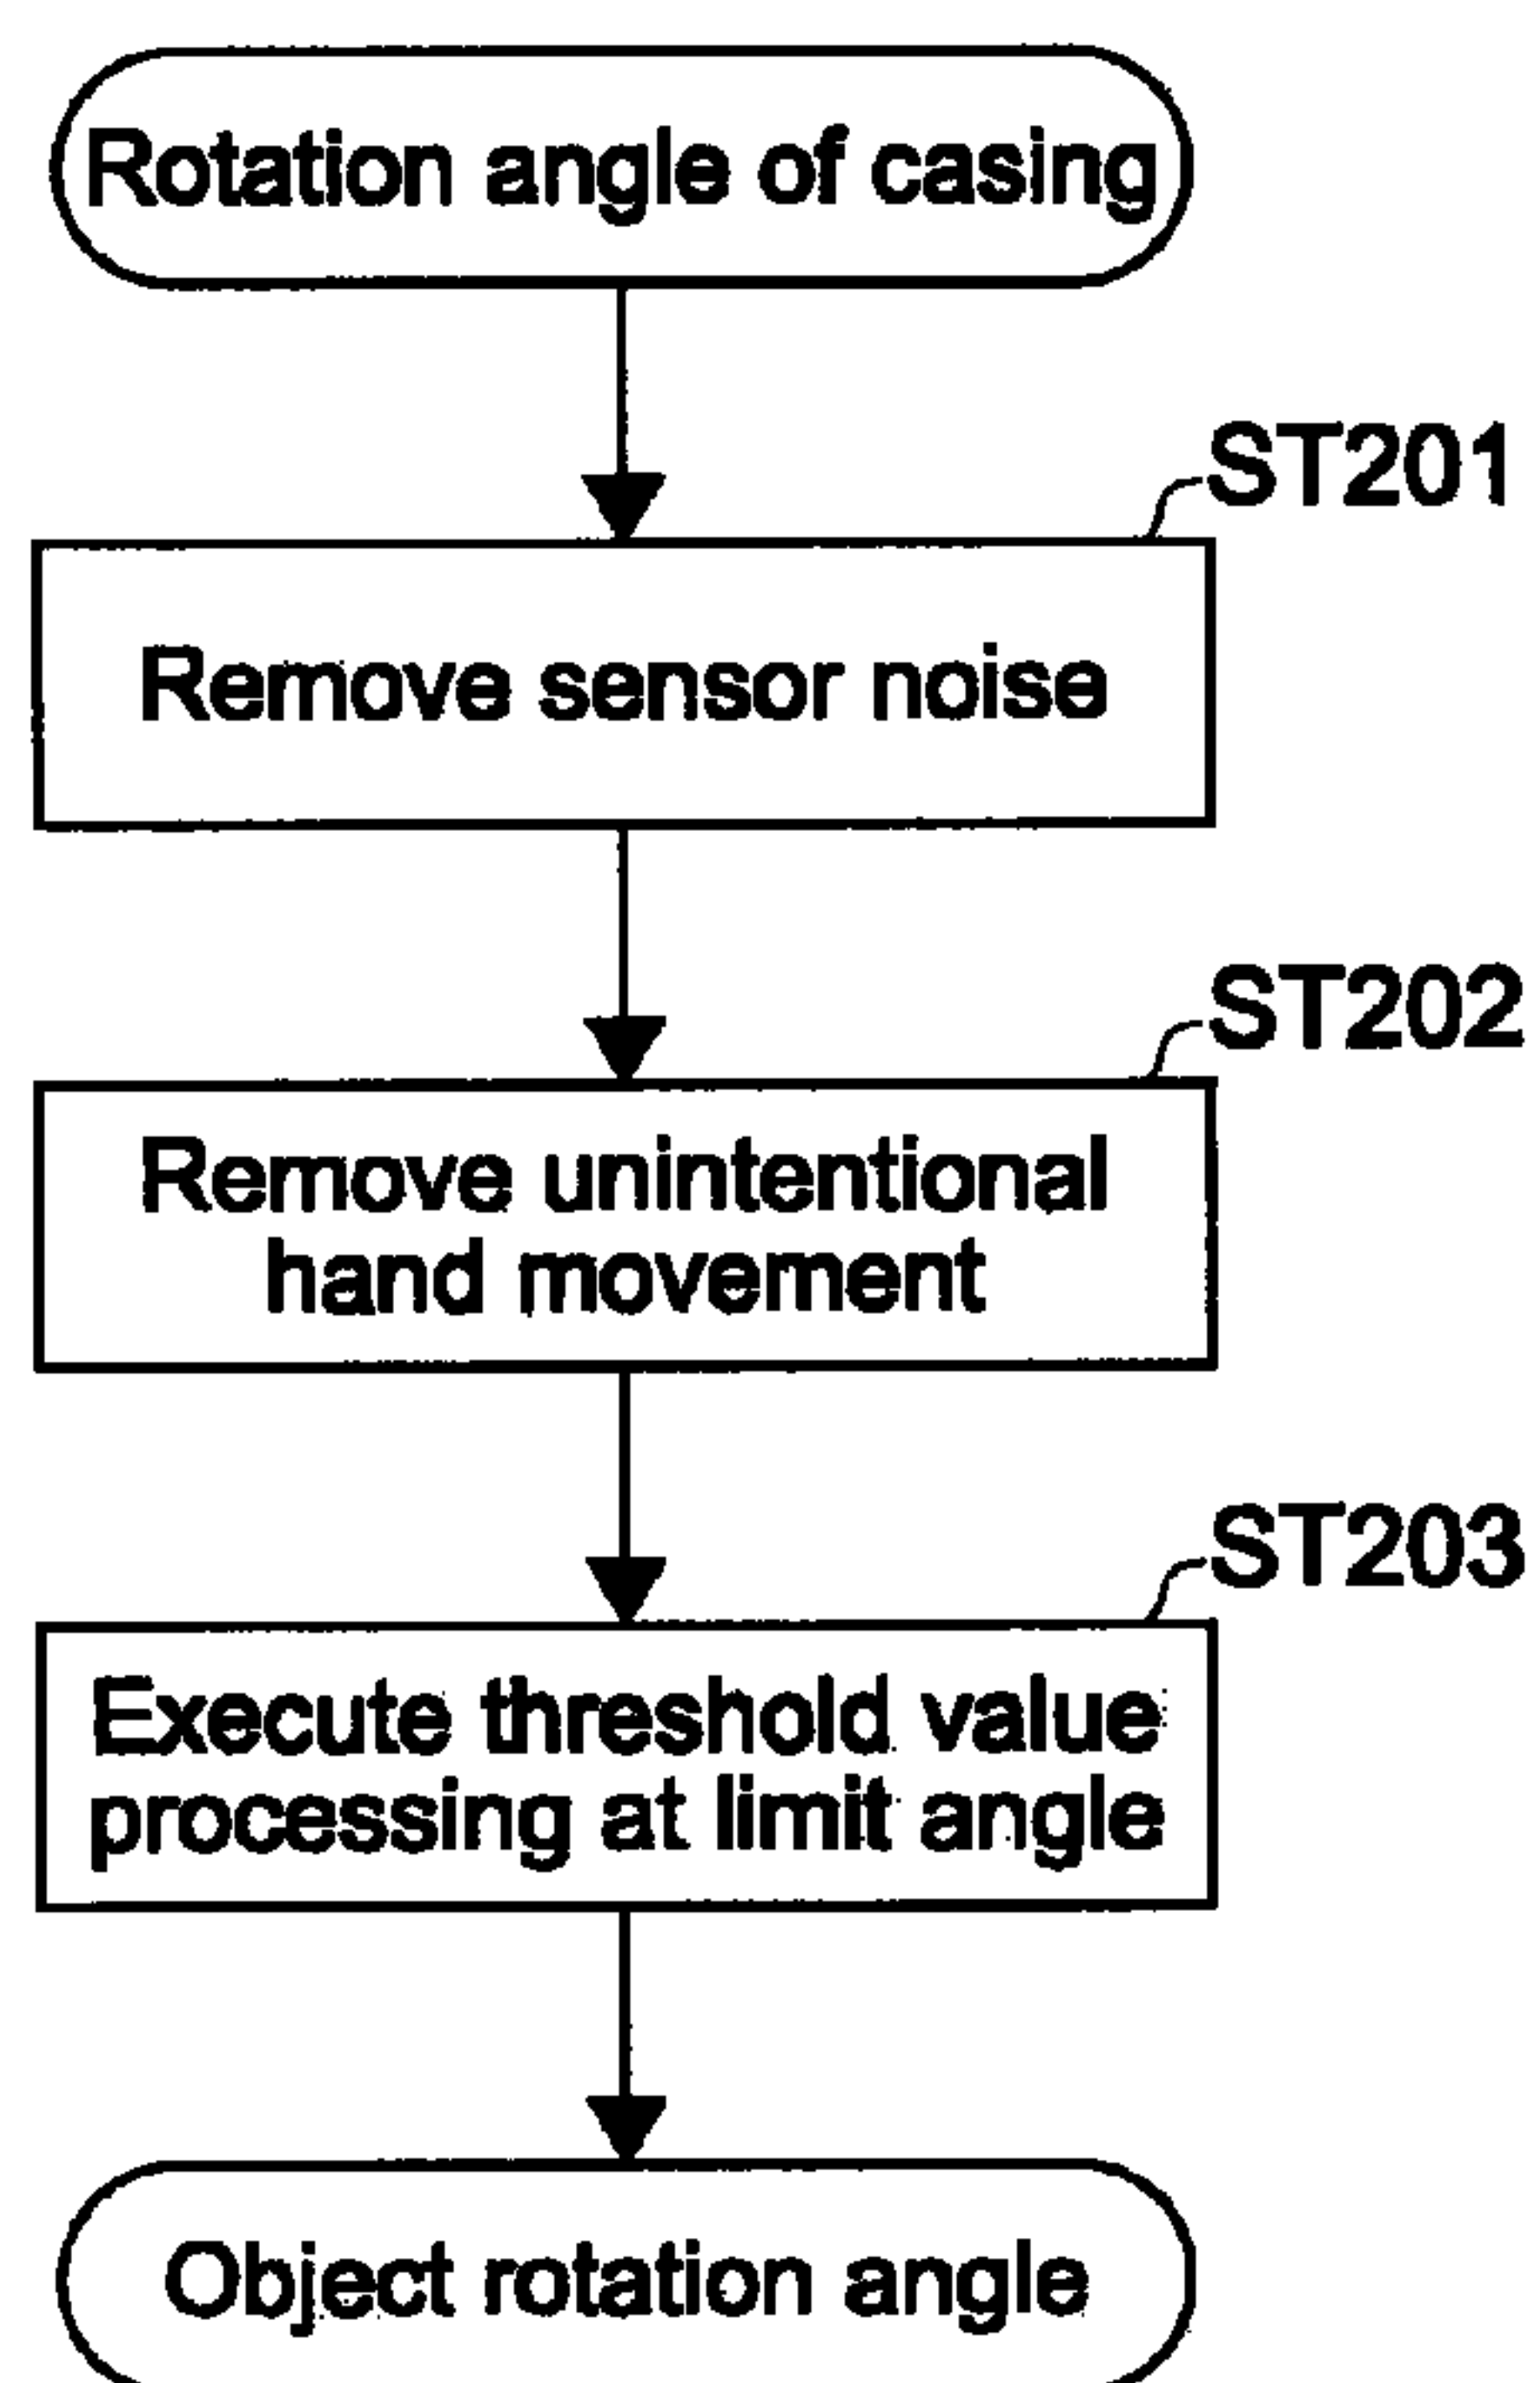 Rotation angle of casing
ST201
Remove sensor noise
ST202
Remove unintentional
hand movement
ST203
Execute threshold value
processing at limit angle
Object rotation angle